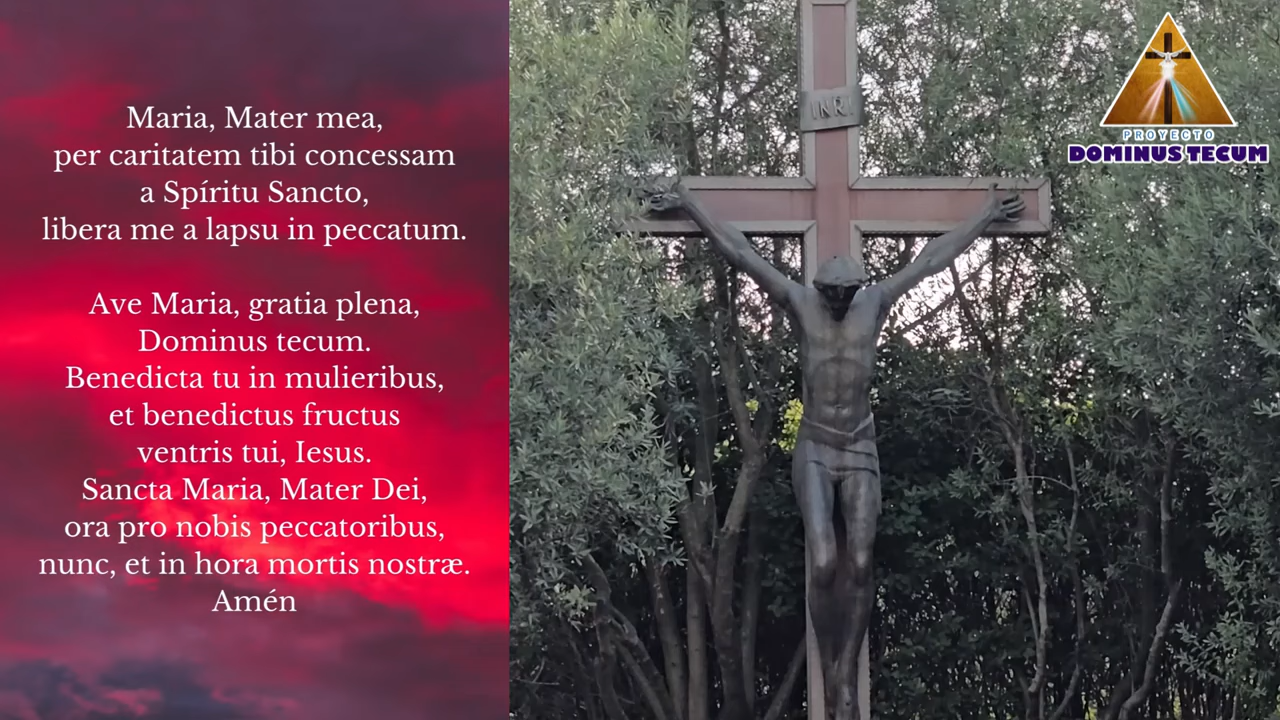 Maria, Mater mea,
per caritatem tibi concessam
a Spíritu Sancto,
libera me a lapsu in peccatum.
Ave Maria, gratia plena,
Dominus tecum.
Benedicta tu in mulieribus,
et benedictus fructus
ventris tui, Iesus.
Sancta Maria, Mater Dei,
ora pro nobis peccatoribus,
nunc, et in hora mortis nostræ.
Amén
INRI
PROYECTO
DOMINUS TECUM